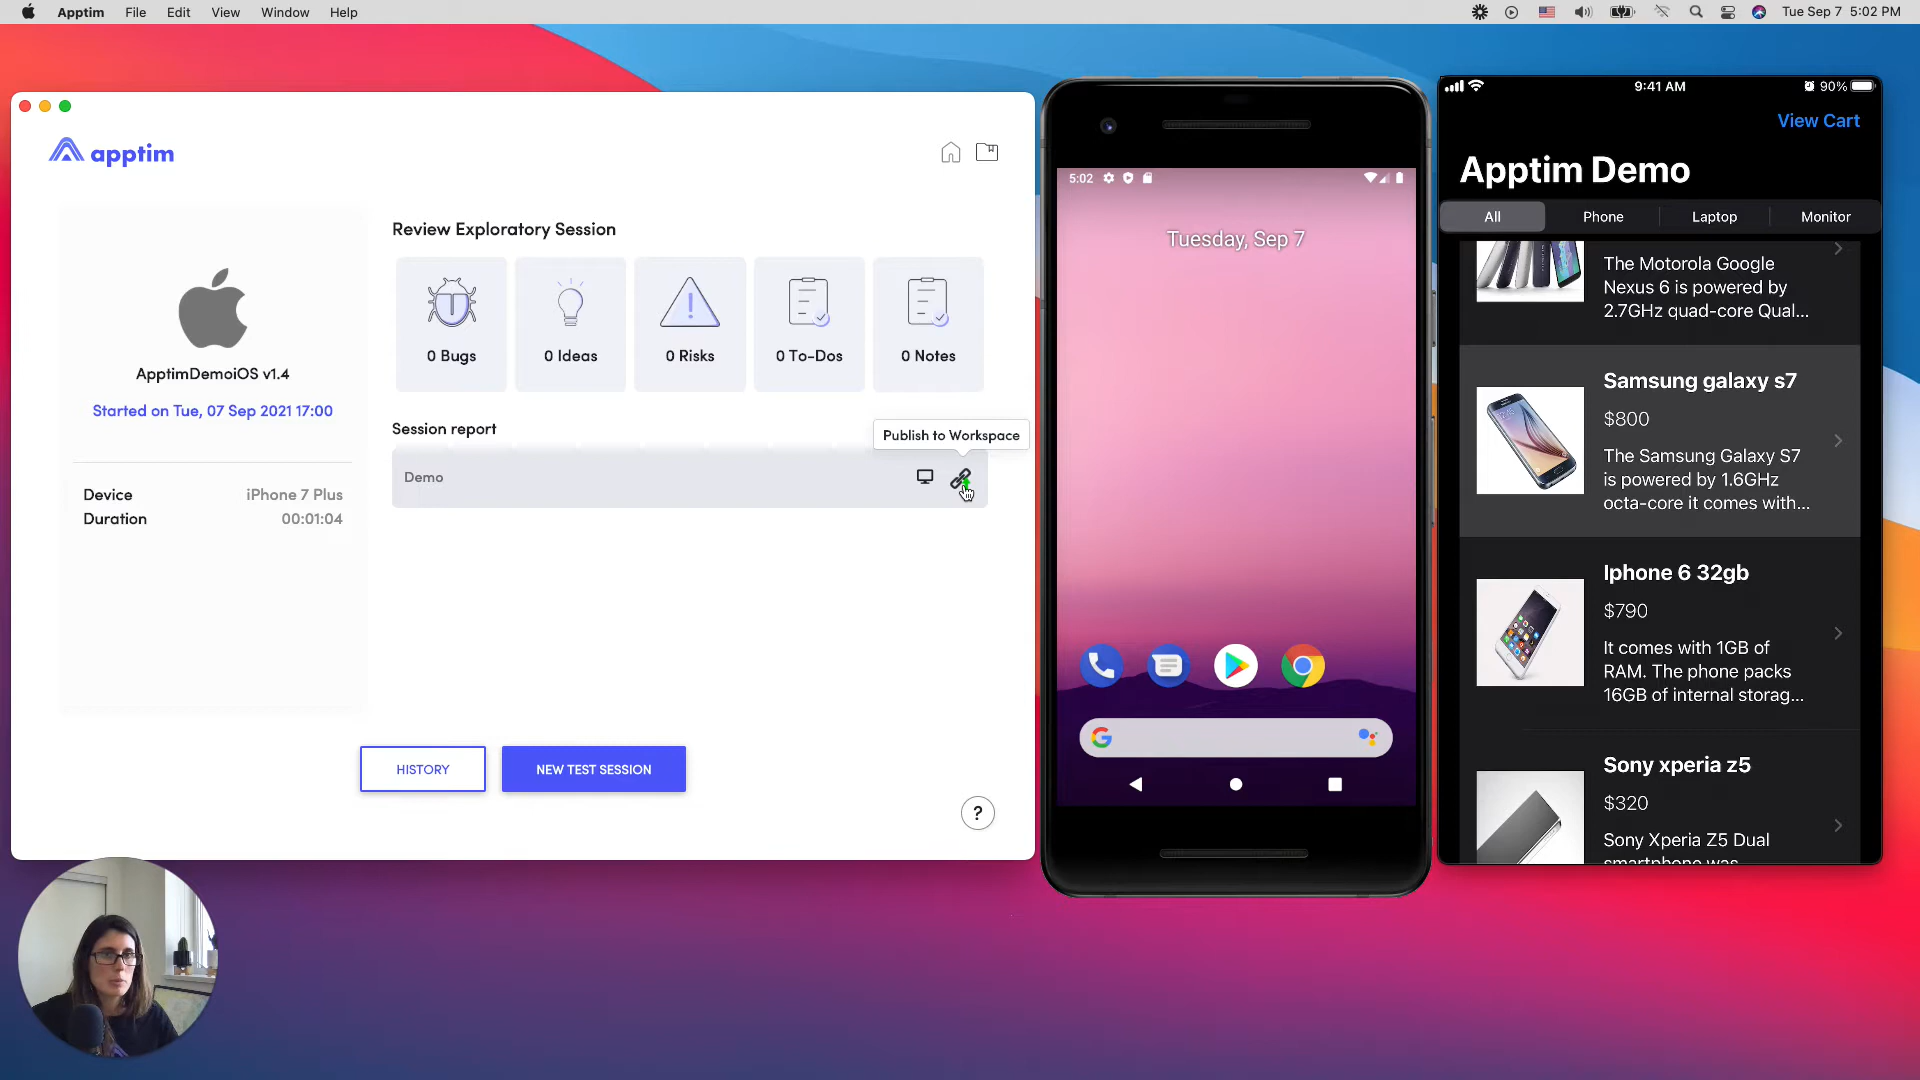 Apptim File Edit View Window Help
Tue Sep 7 5:02 PM
apptim
ApptimDemoiOS v1.4
Started on Tue, 07 Sep 2021 17:00
Device iPhone 7 Plus
Duration 00:01:04
Review Exploratory Session
0 Bugs
0 Ideas
0 Risks
0 To-Dos
0 Notes
Session report
Publish to Workspace
Demo
HISTORY
NEW TEST SESSION
?
5:02
Tuesday, Sep 7
9:41 AM
90%
View Cart
Apptim Demo
All Phone Laptop Monitor
The Motorola Google
Nexus 6 is powered by
2.7GHz quad-core Qual...
Samsung galaxy s7
$800
The Samsung Galaxy S7
is powered by 1.6GHz
octa-core it comes with...
Iphone 6 32gb
$790
It comes with 1GB of
RAM. The phone packs
16GB of internal storag...
Sony xperia z5
$320
Sony Xperia Z5 Dual
smartphone was